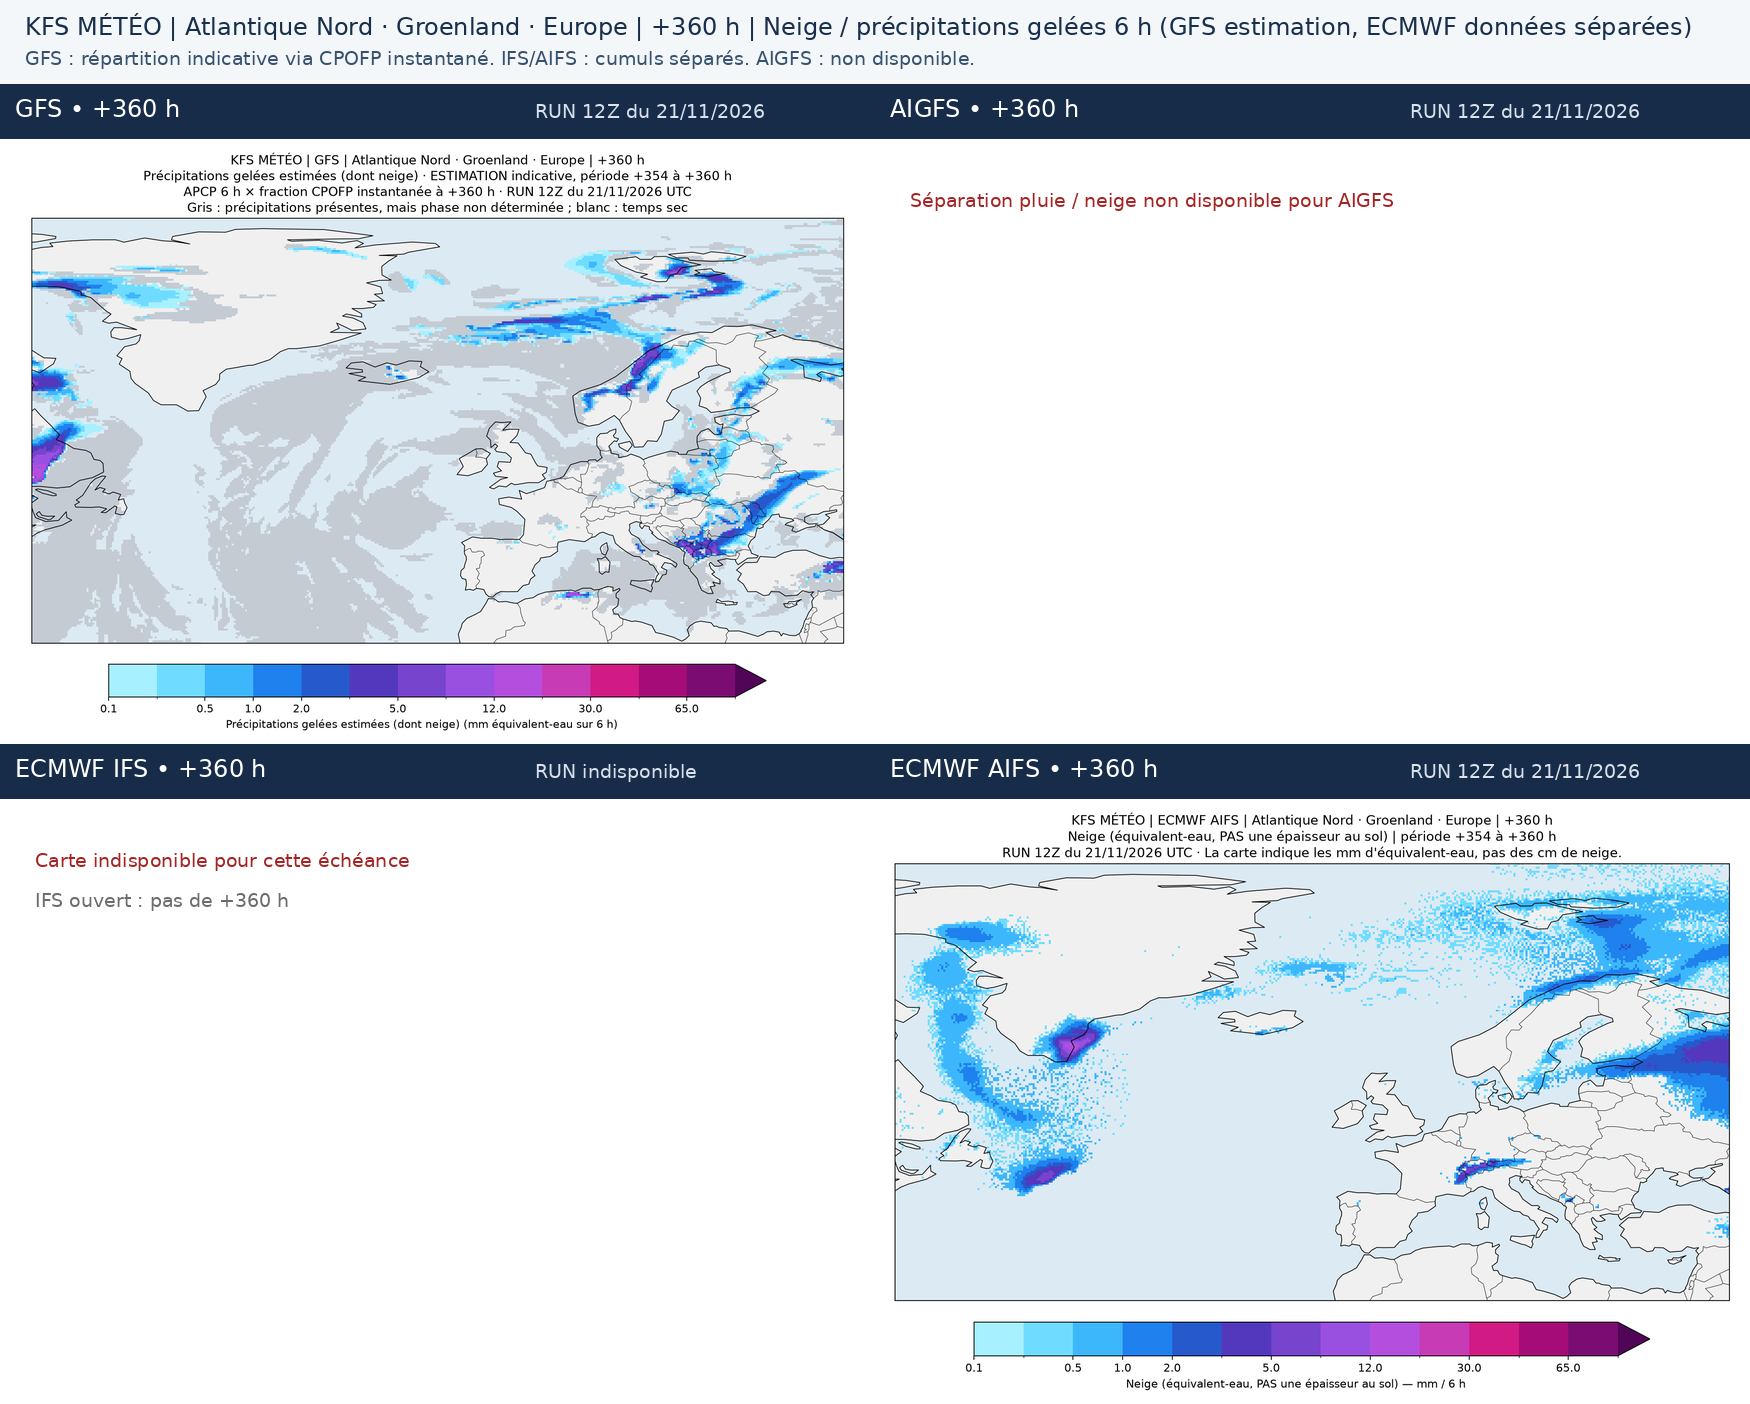 KFS MÉTÉO | Atlantique Nord · Groenland · Europe | +360 h | Neige / précipitations gelées 6 h (GFS estimation, ECMWF données séparées)
GFS : répartition indicative via CPOFP instantané. IFS/AIFS : cumuls séparés. AIGFS : non disponible.
GFS • +360 h
RUN 12Z du 21/11/2026
KFS MÉTÉO | GFS | Atlantique Nord · Groenland · Europe | +360 h
Précipitations gelées estimées (dont neige) · ESTIMATION indicative, période +354 à +360 h
APCP 6 h × fraction CPOFP instantanée à +360 h · RUN 12Z du 21/11/2026 UTC
Gris : précipitations présentes, mais phase non déterminée ; blanc : temps sec
0.1 0.5 1.0 2.0 5.0 12.0 30.0 65.0
Précipitations gelées estimées (dont neige) (mm équivalent-eau sur 6 h)
AIGFS • +360 h
RUN 12Z du 21/11/2026
Séparation pluie / neige non disponible pour AIGFS
ECMWF IFS • +360 h
RUN indisponible
Carte indisponible pour cette échéance
IFS ouvert : pas de +360 h
ECMWF AIFS • +360 h
RUN 12Z du 21/11/2026
KFS MÉTÉO | ECMWF AIFS | Atlantique Nord · Groenland · Europe | +360 h
Neige (équivalent-eau, PAS une épaisseur au sol) | période +354 à +360 h
RUN 12Z du 21/11/2026 UTC · La carte indique les mm d'équivalent-eau, pas des cm de neige.
0.1 0.5 1.0 2.0 5.0 12.0 30.0 65.0
Neige (équivalent-eau, PAS une épaisseur au sol) — mm / 6 h